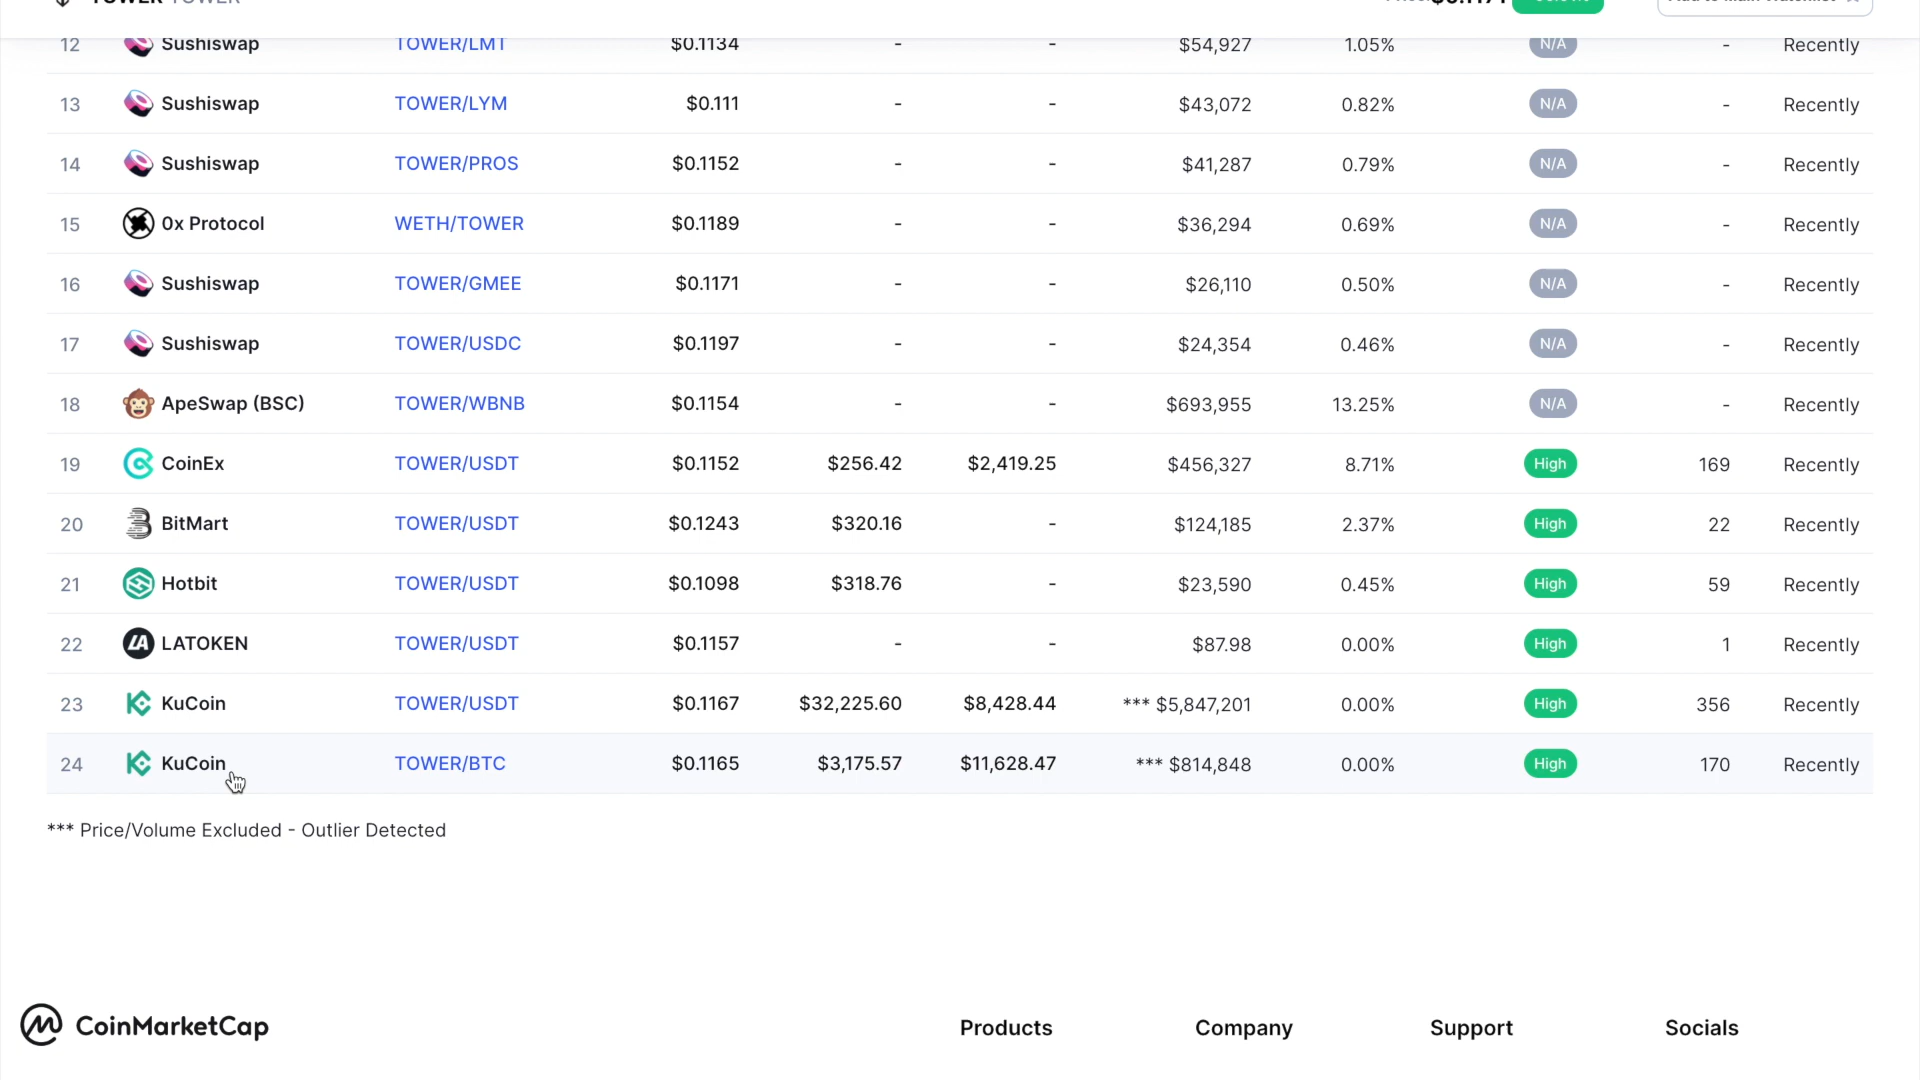 TOWER TOWER
12 Sushiswap TOWER/LMT $0.1134 - - $54,927 1.05% N/A - Recently
13 Sushiswap TOWER/LYM $0.111 - - $43,072 0.82% N/A - Recently
14 Sushiswap TOWER/PROS $0.1152 - - $41,287 0.79% N/A - Recently
15 0x Protocol WETH/TOWER $0.1189 - - $36,294 0.69% N/A - Recently
16 Sushiswap TOWER/GMEE $0.1171 - - $26,110 0.50% N/A - Recently
17 Sushiswap TOWER/USDC $0.1197 - - $24,354 0.46% N/A - Recently
18 ApeSwap (BSC) TOWER/WBNB $0.1154 - - $693,955 13.25% N/A - Recently
19 CoinEx TOWER/USDT $0.1152 $256.42 $2,419.25 $456,327 8.71% High 169 Recently
20 BitMart TOWER/USDT $0.1243 $320.16 - $124,185 2.37% High 22 Recently
21 Hotbit TOWER/USDT $0.1098 $318.76 - $23,590 0.45% High 59 Recently
22 LATOKEN TOWER/USDT $0.1157 - - $87.98 0.00% High 1 Recently
23 KuCoin TOWER/USDT $0.1167 $32,225.60 $8,428.44 *** $5,847,201 0.00% High 356 Recently
24 KuCoin TOWER/BTC $0.1165 $3,175.57 $11,628.47 *** $814,848 0.00% High 170 Recently
*** Price/Volume Excluded - Outlier Detected
CoinMarketCap Products Company Support Socials